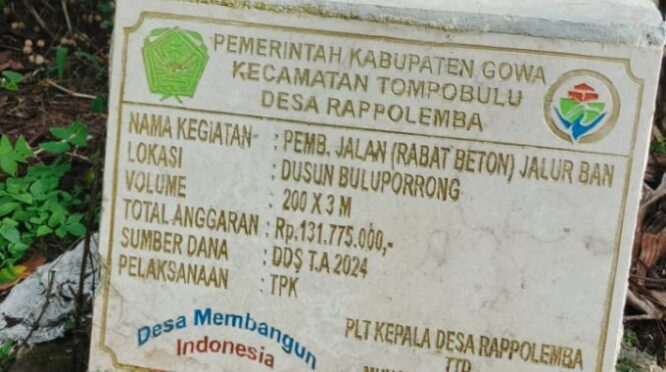 PEMERINTAH KABUPATEN GOWA
KECAMATAN TOMPOBULU
DESA RAPPOLEMBA
NAMA KEGIATAN : PEMB. JALAN (RABAT BETON) JALUR BAN
LOKASI : DUSUN BULUPORRONG
VOLUME : 200 X 3 M
TOTAL ANGGARAN : Rp.131.775.000,-
SUMBER DANA : DDS T.A 2024
PELAKSANAAN : TPK
Desa Membangun
Indonesia
PLT KEPALA DESA RAPPOLEMBA
TTD